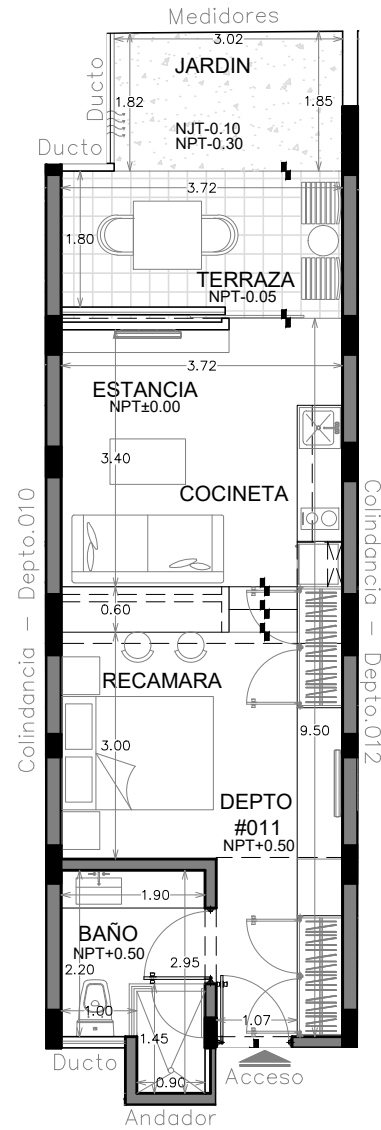 Medidores
3.02
JARDIN
Ducto
1.82
1.85
NJT-0.10
NPT-0.30
Ducto
3.72
1.80
TERRAZA
NPT-0.05
3.72
ESTANCIA
NPT±0.00
3.40
COCINETA
Colindancia - Depto.010
Colindancia - Depto.012
0.60
RECAMARA
3.00
9.50
DEPTO
#011
NPT+0.50
1.90
BAÑO
NPT+0.50
2.20
2.95
1.00
1.45
1.07
0.90
Ducto
Acceso
Andador